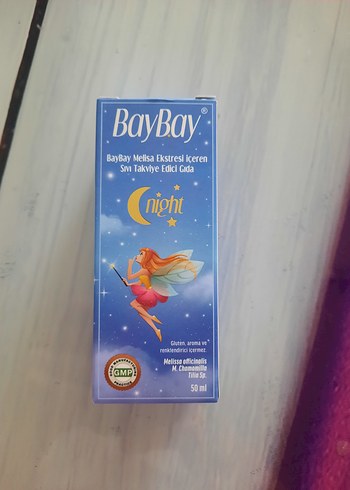 BayBay®
BayBay Melisa Ekstresi içeren
Sıvı Takviye Edici Gıda
night
Gluten, aroma ve
renklendirici içermez.
Melissa officinalis
M. Chamomilla
Tilia Sp.
GMP
50 ml